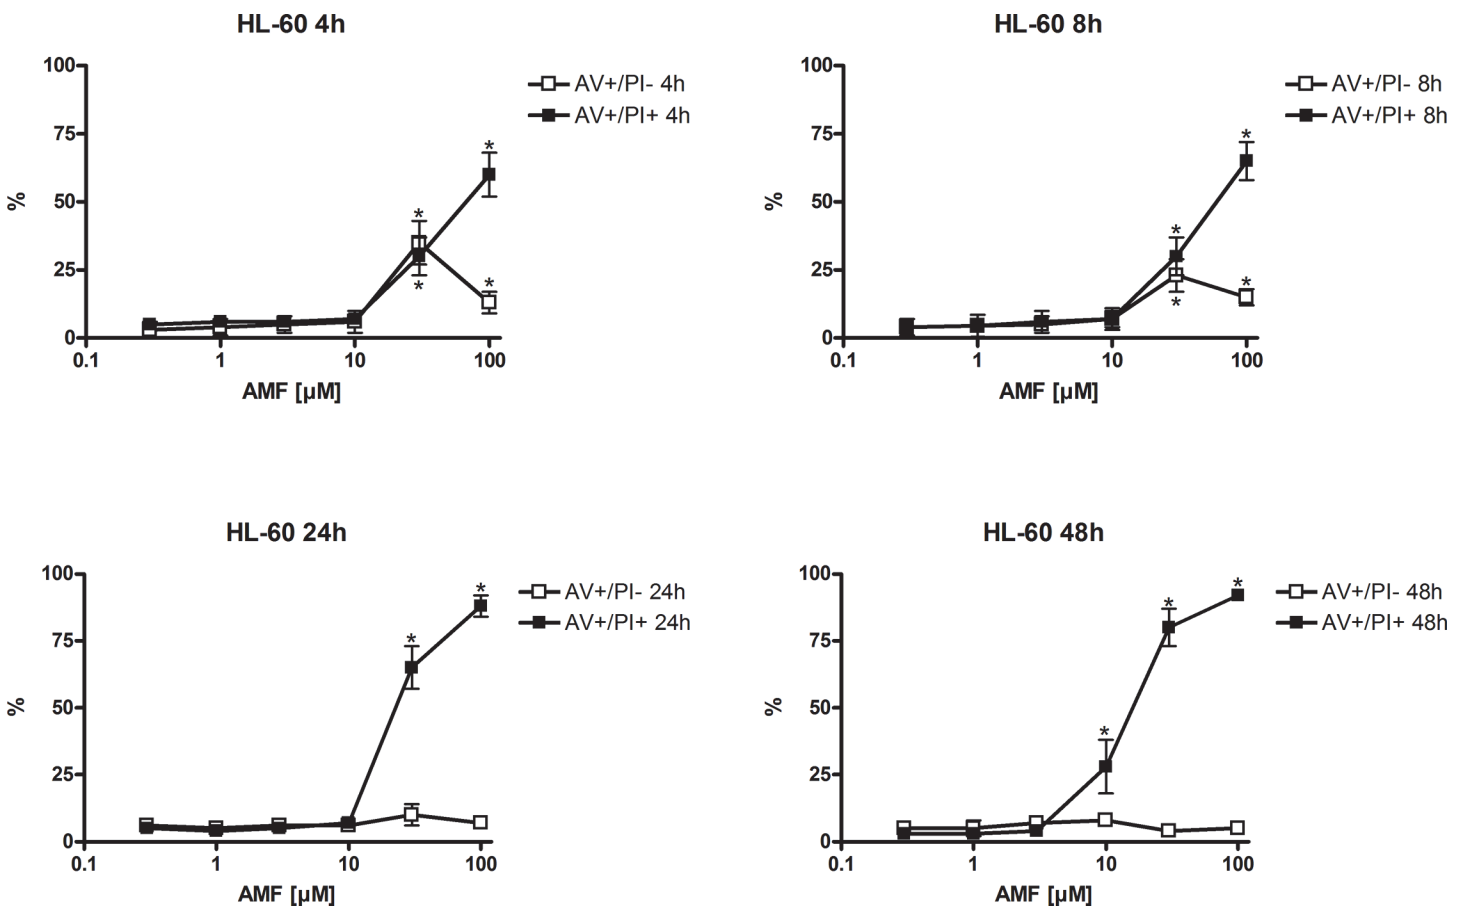 HL-60 4h
100
75
50
25
0
%
0.1 1 10 100
AMF [µM]
AV+/PI- 4h
AV+/PI+ 4h
* * * *
HL-60 8h
100
75
50
25
0
%
0.1 1 10 100
AMF [µM]
AV+/PI- 8h
AV+/PI+ 8h
* * * *
HL-60 24h
100
75
50
25
0
%
0.1 1 10 100
AMF [µM]
AV+/PI- 24h
AV+/PI+ 24h
* *
HL-60 48h
100
75
50
25
0
%
0.1 1 10 100
AMF [µM]
AV+/PI- 48h
AV+/PI+ 48h
* * *